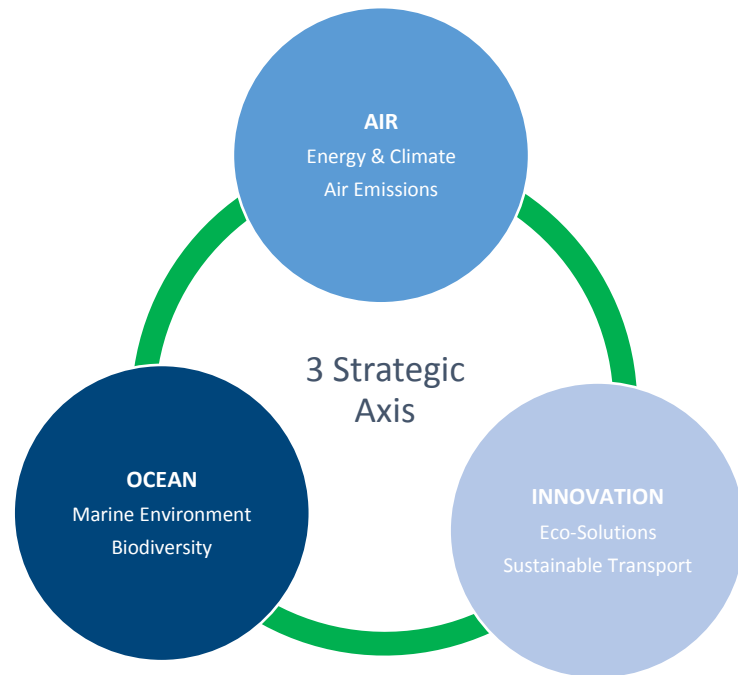 AIR
Energy & Climate
Air Emissions
3 Strategic
Axis
OCEAN
Marine Environment
Biodiversity
INNOVATION
Eco-Solutions
Sustainable Transport